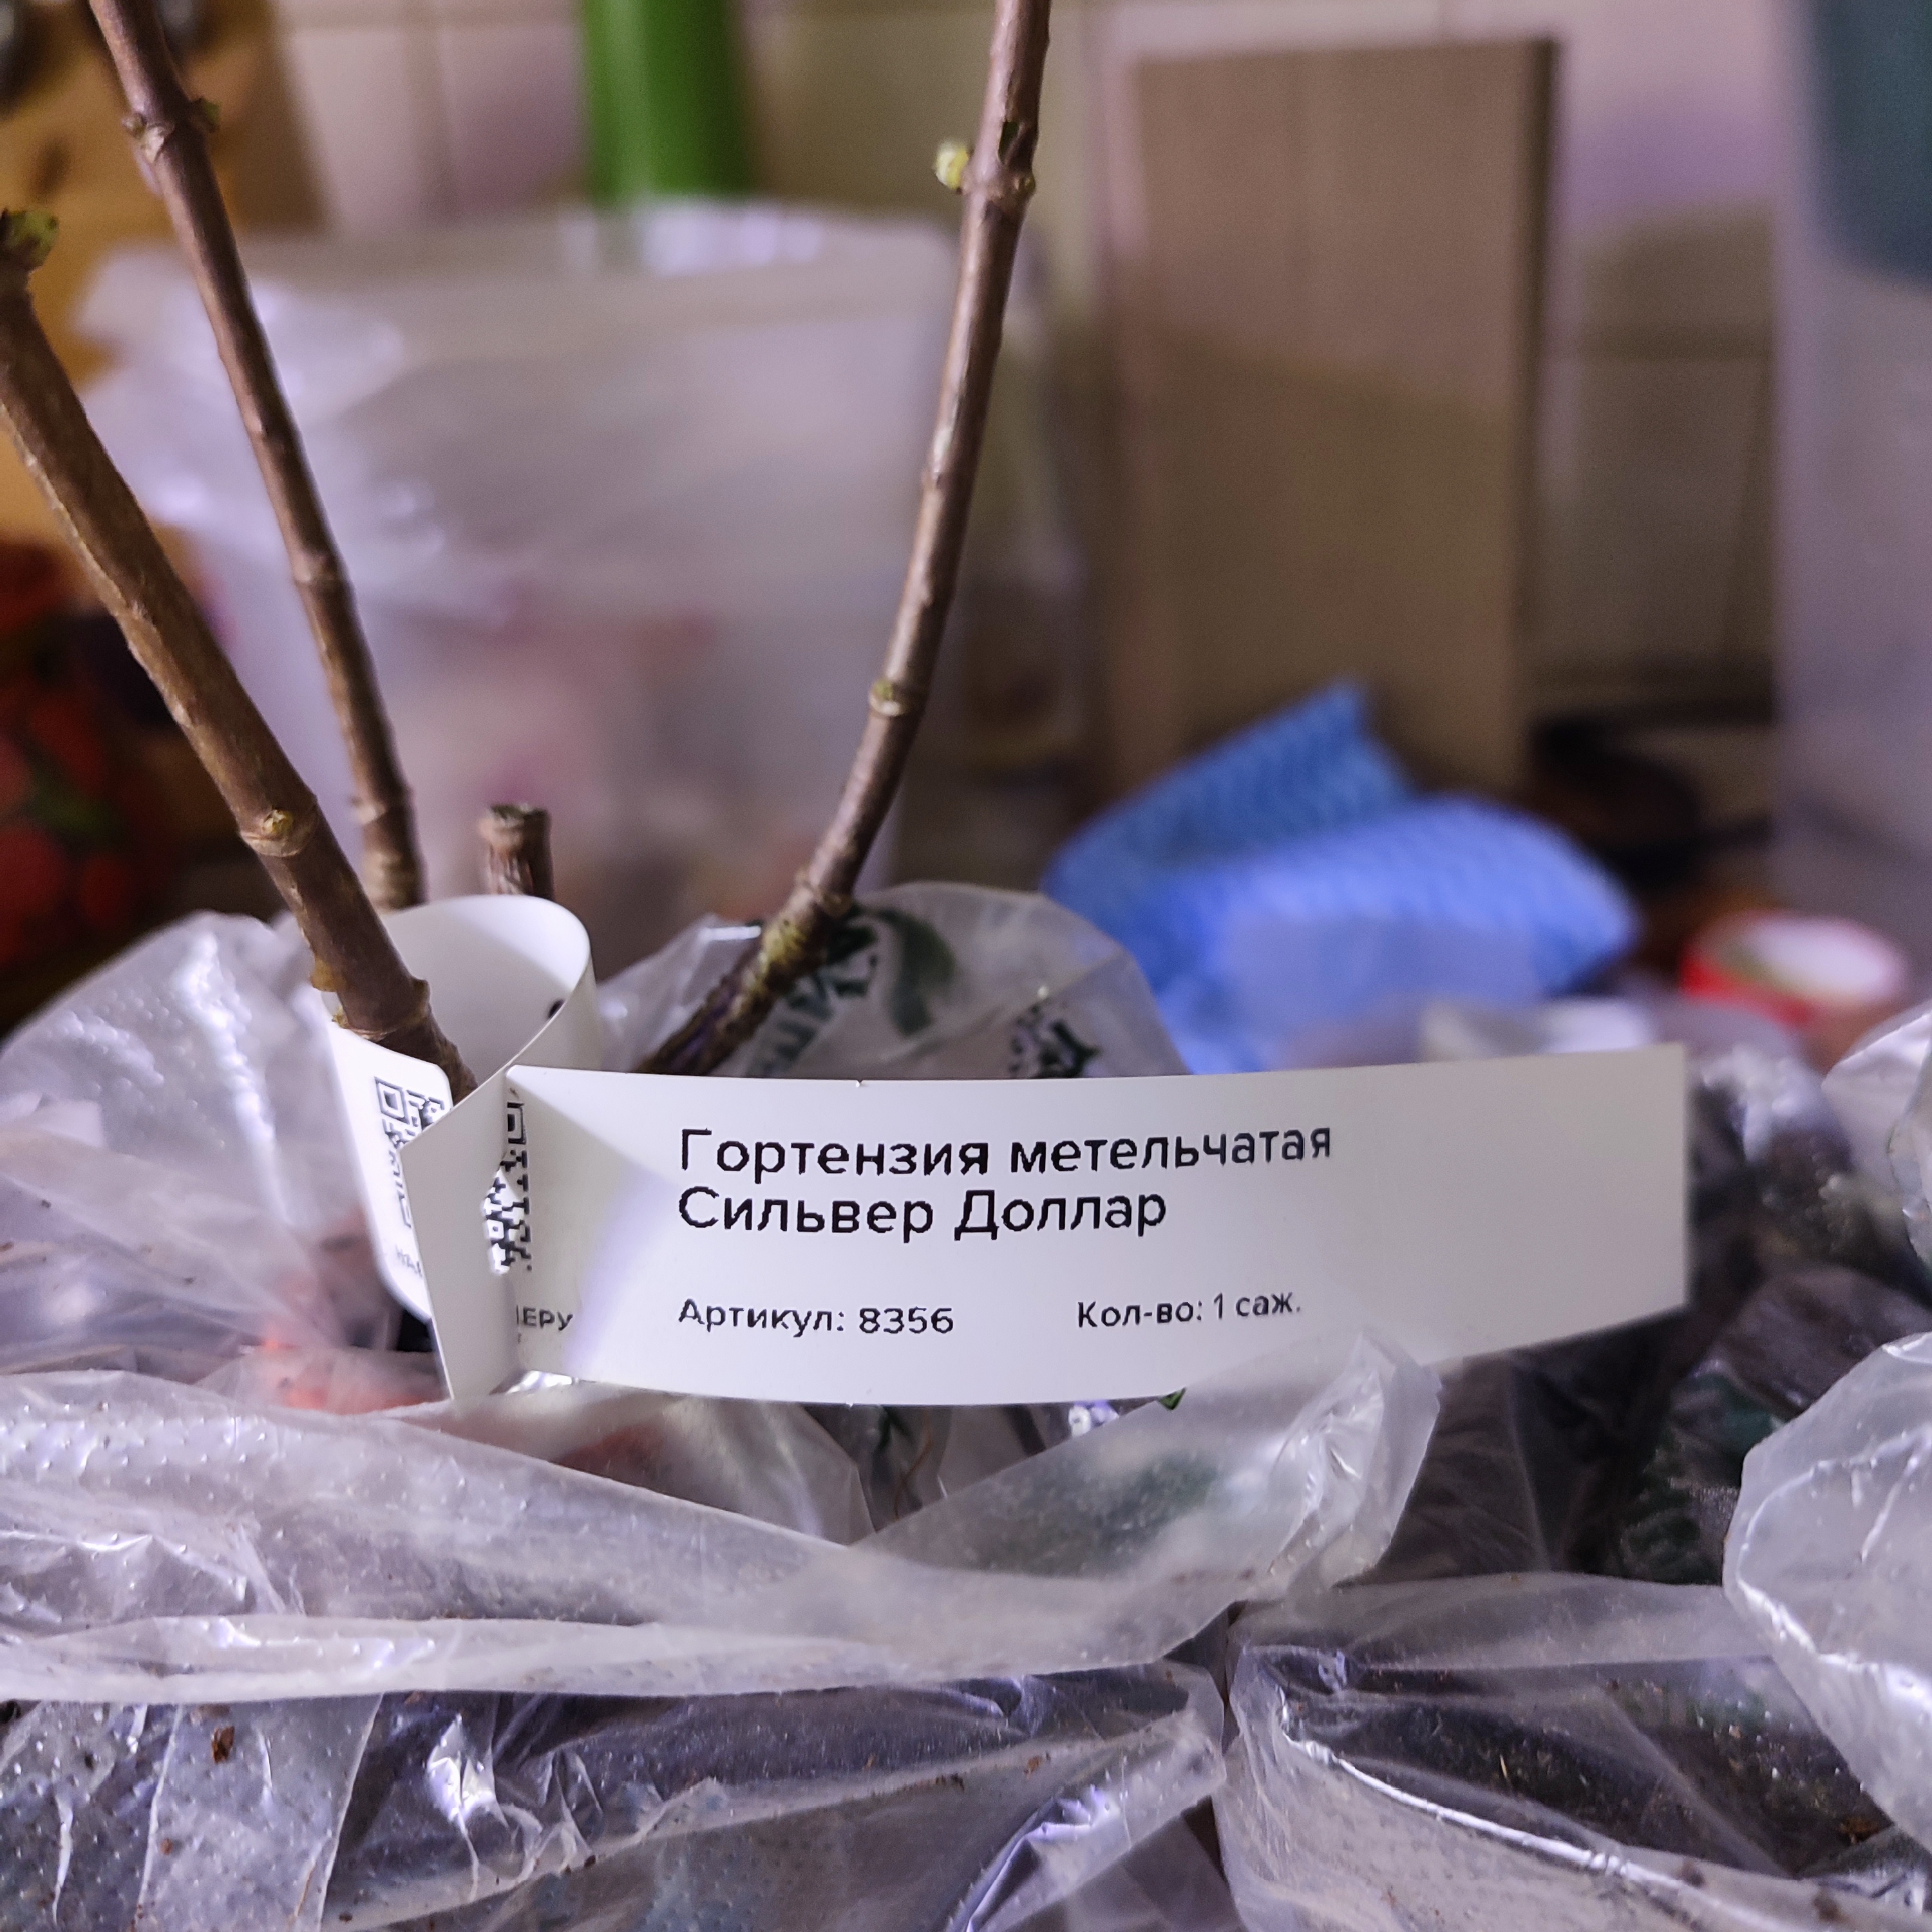 Гортензия метельчатая
Сильвер Доллар
Артикул: 8356 Кол-во: 1 саж.